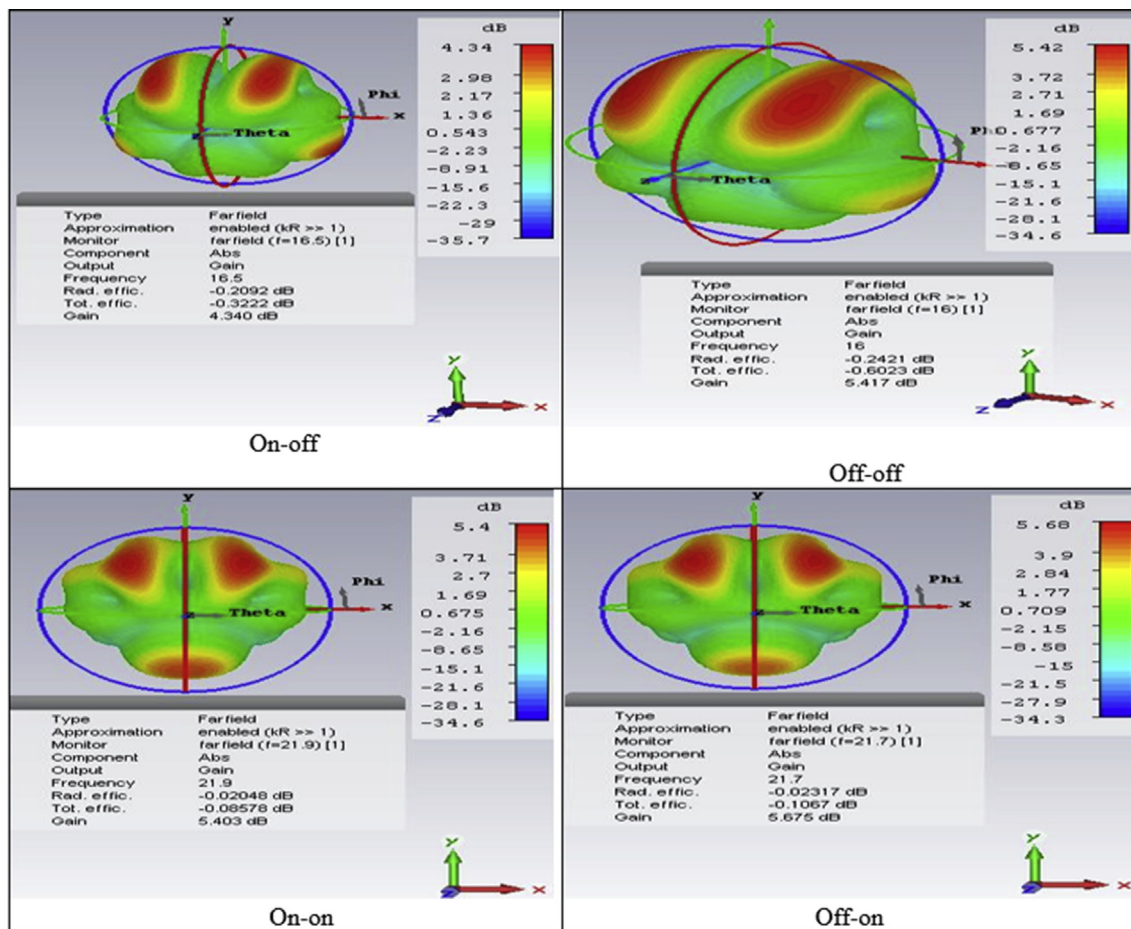 y
Phi
x
z
Theta
dB
4.34
2.98
2.17
1.36
0.543
-2.23
-8.91
-15.6
-22.3
-29
-35.7
Type Farfield
Approximation enabled (kR >> 1)
Monitor farfield (f=16.5) [1]
Component Abs
Output Gain
Frequency 16.5
Rad. effic. -0.2092 dB
Tot. effic. -0.3222 dB
Gain 4.340 dB
Y
Z
X
On-off
z
Theta
dB
5.42
3.72
2.71
1.69
0.677
-2.16
-8.65
-15.1
-21.6
-28.1
-34.6
Type Farfield
Approximation enabled (kR >> 1)
Monitor farfield (f=16) [1]
Component Abs
Output Gain
Frequency 16
Rad. effic. -0.2421 dB
Tot. effic. -0.6023 dB
Gain 5.417 dB
Y
Z
X
Off-off
y
Phi
x
z
Theta
dB
5.4
3.71
2.7
1.69
0.675
-2.16
-8.65
-15.1
-21.6
-28.1
-34.6
Type Farfield
Approximation enabled (kR >> 1)
Monitor farfield (f=21.9) [1]
Component Abs
Output Gain
Frequency 21.9
Rad. effic. -0.02048 dB
Tot. effic. -0.08578 dB
Gain 5.403 dB
Y
Z
X
On-on
y
Phi
x
z
Theta
dB
5.68
3.9
2.84
1.77
0.709
-2.15
-8.58
-15
-21.5
-27.9
-34.3
Type Farfield
Approximation enabled (kR >> 1)
Monitor farfield (f=21.7) [1]
Component Abs
Output Gain
Frequency 21.7
Rad. effic. -0.02317 dB
Tot. effic. -0.1067 dB
Gain 5.675 dB
Y
Z
X
Off-on